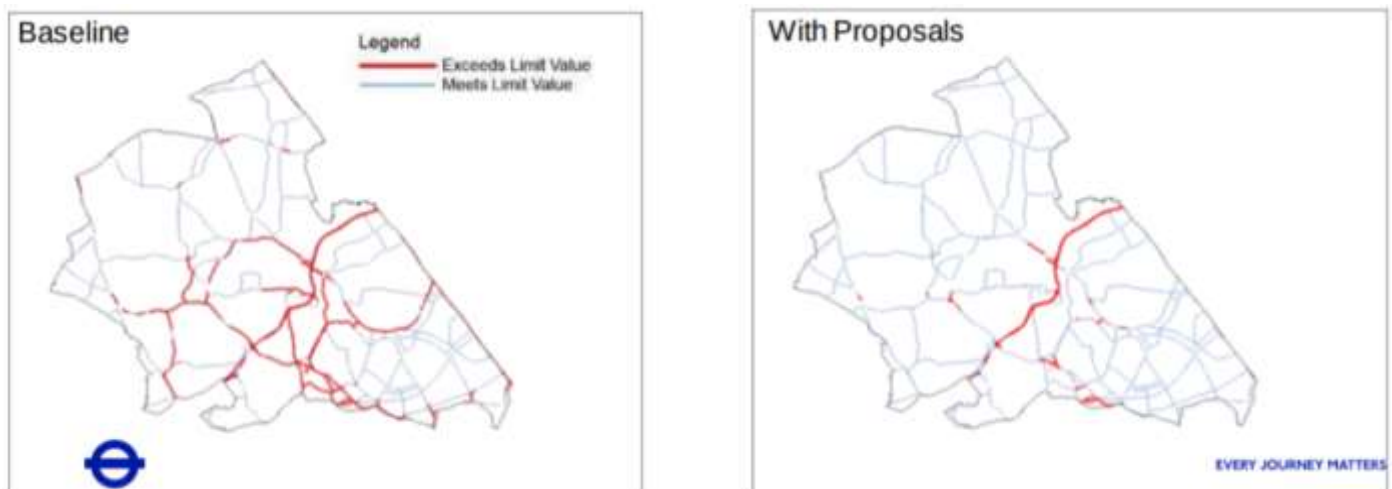 Baseline
Legend
Exceeds Limit Value
Meets Limit Value
With Proposals
EVERY JOURNEY MATTERS